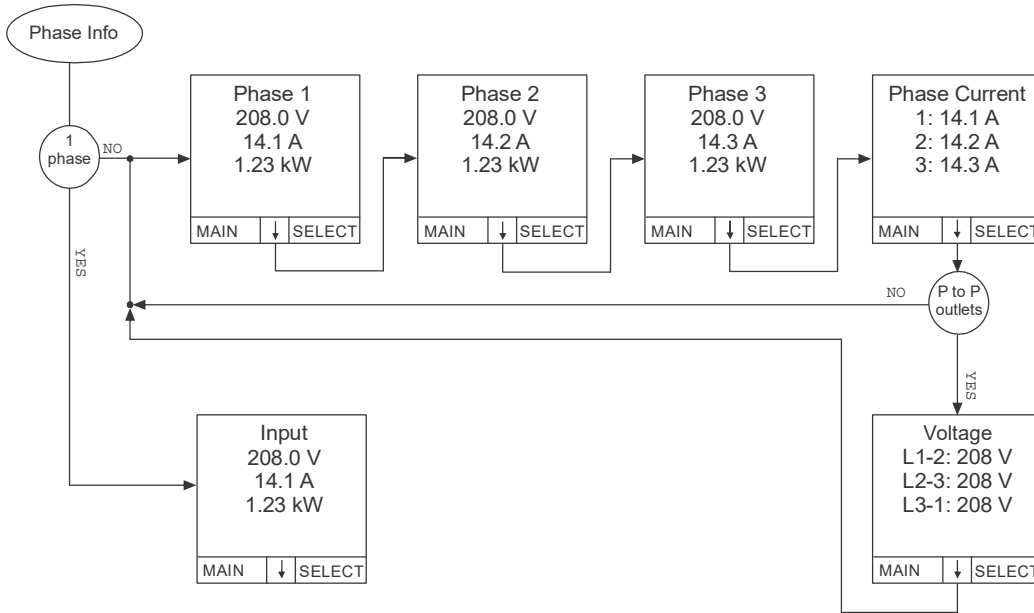 Phase Info
1
phase
NO
YES
Phase 1
208.0 V
14.1 A
1.23 kW
MAIN ↓ SELECT
Phase 2
208.0 V
14.2 A
1.23 kW
MAIN ↓ SELECT
Phase 3
208.0 V
14.3 A
1.23 kW
MAIN ↓ SELECT
Phase Current
1: 14.1 A
2: 14.2 A
3: 14.3 A
MAIN ↓ SELECT
P to P
outlets
NO
YES
Input
208.0 V
14.1 A
1.23 kW
MAIN ↓ SELECT
Voltage
L1-2: 208 V
L2-3: 208 V
L3-1: 208 V
MAIN ↓ SELECT